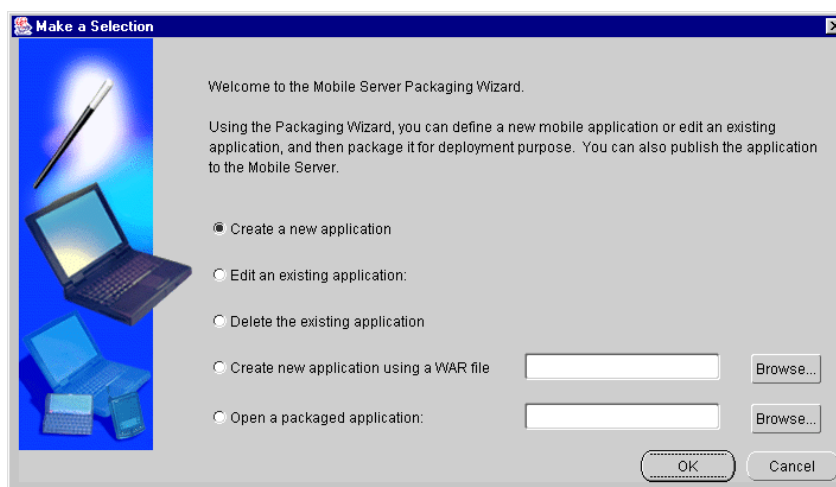 Make a Selection
Welcome to the Mobile Server Packaging Wizard.
Using the Packaging Wizard, you can define a new mobile application or edit an existing
application, and then package it for deployment purpose. You can also publish the application
to the Mobile Server.
Create a new application
Edit an existing application:
Delete the existing application
Create new application using a WAR file
Browse...
Open a packaged application:
Browse...
OK
Cancel